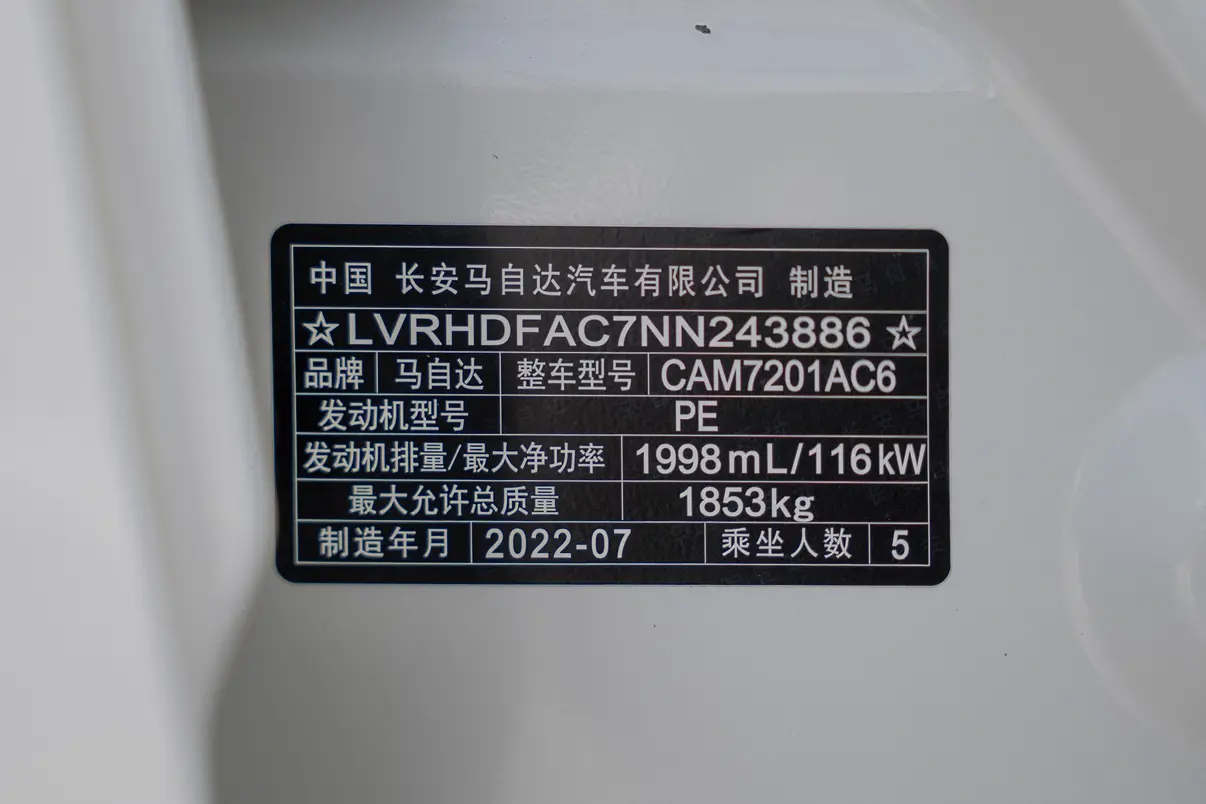 中国 长安马自达汽车有限公司 制造
☆LVRHDFAC7NN243886☆
品牌 马自达 整车型号 CAM7201AC6
发动机型号 PE
发动机排量/最大净功率 1998mL/116kW
最大允许总质量 1853kg
制造年月 2022-07 乘坐人数 5